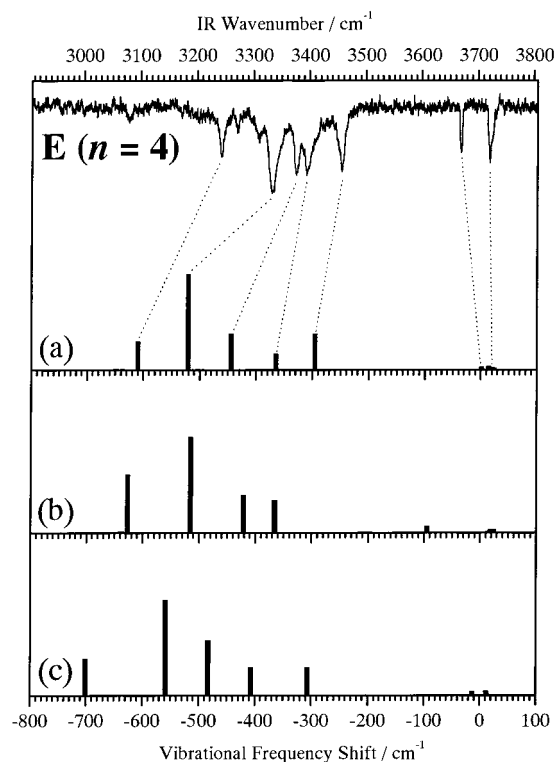 IR Wavenumber / cm⁻¹
3000 3100 3200 3300 3400 3500 3600 3700 3800
E (n = 4)
(a)
(b)
(c)
-800 -700 -600 -500 -400 -300 -200 -100 0 100
Vibrational Frequency Shift / cm⁻¹